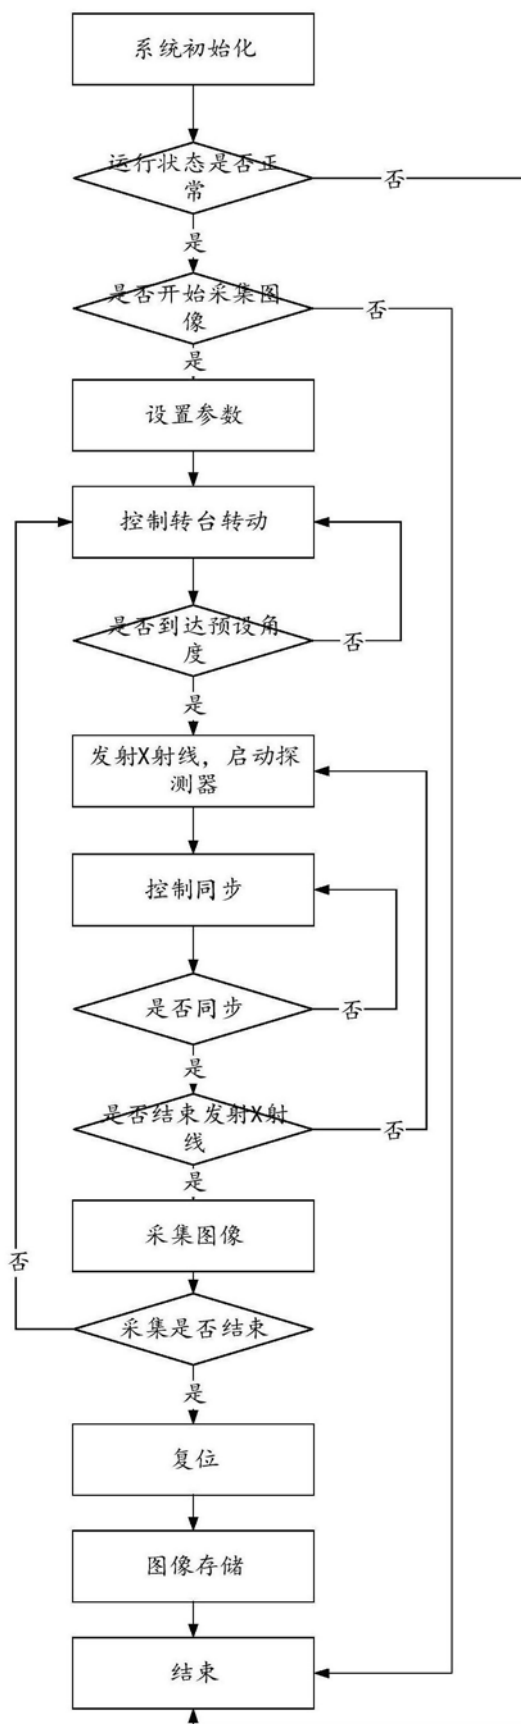 系统初始化
运行状态是否正
常
否
是
是否开始采集图
像
否
是
设置参数
控制转台转动
是否到达预设角
度
否
是
发射X射线，启动探
测器
控制同步
是否同步
否
是
是否结束发射X射
线
否
是
采集图像
否
采集是否结束
是
复位
图像存储
结束